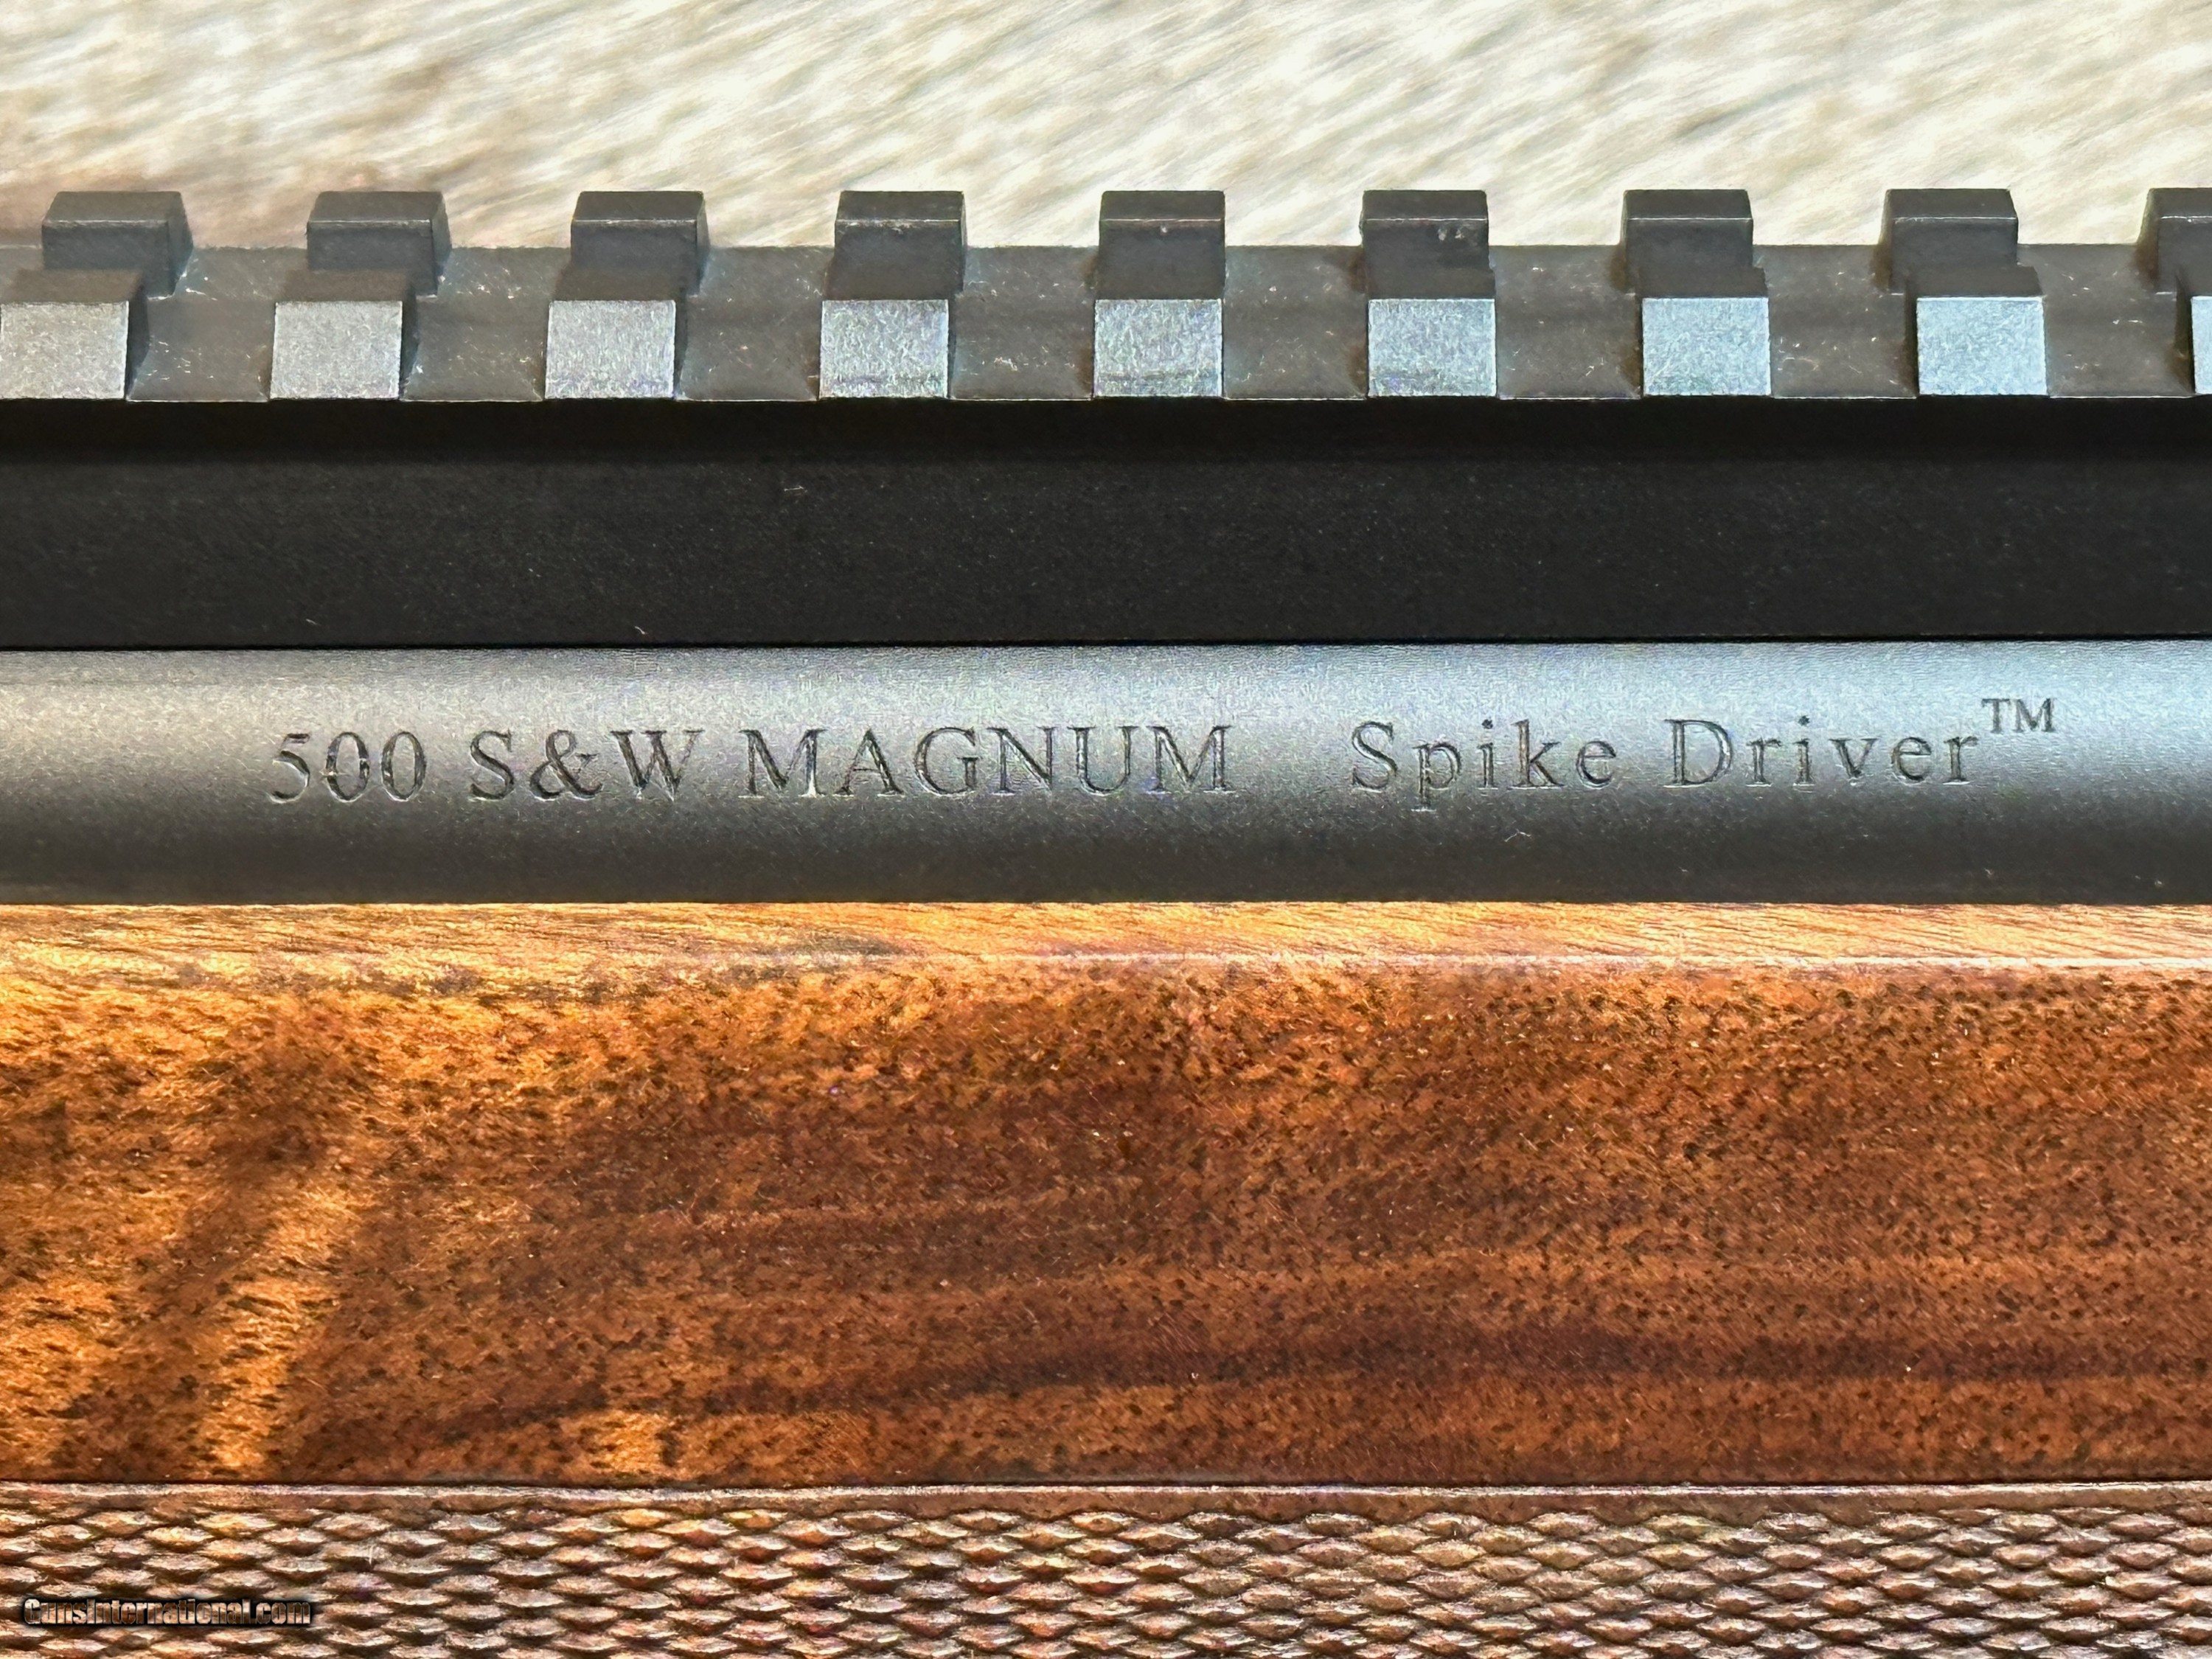 500 S&W MAGNUM Spike Driver™
GunsInternational.com